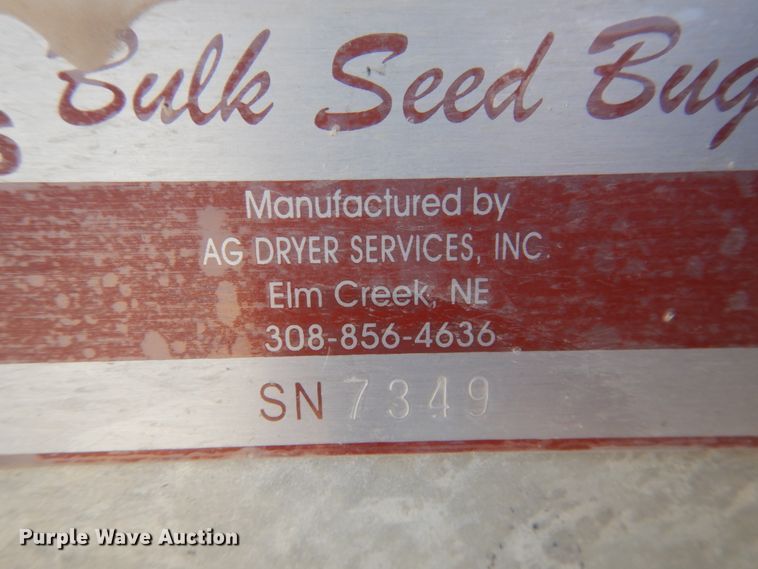 Bulk Seed Bug
Manufactured by
AG DRYER SERVICES, INC.
Elm Creek, NE
308-856-4636
SN 7349
Purple Wave Auction